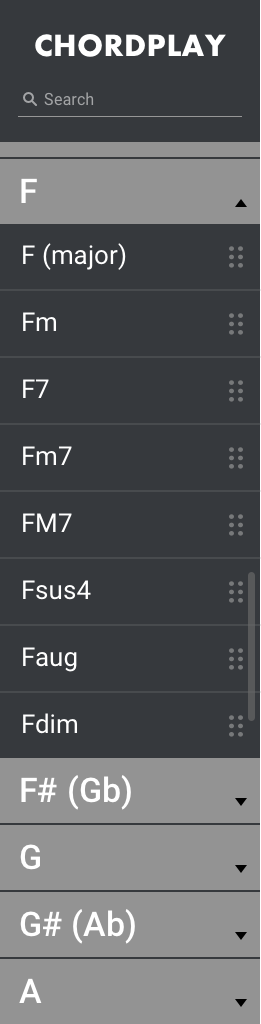 CHORDPLAY
Search
F
F (major)
Fm
F7
Fm7
FM7
Fsus4
Faug
Fdim
F# (Gb)
G
G# (Ab)
A